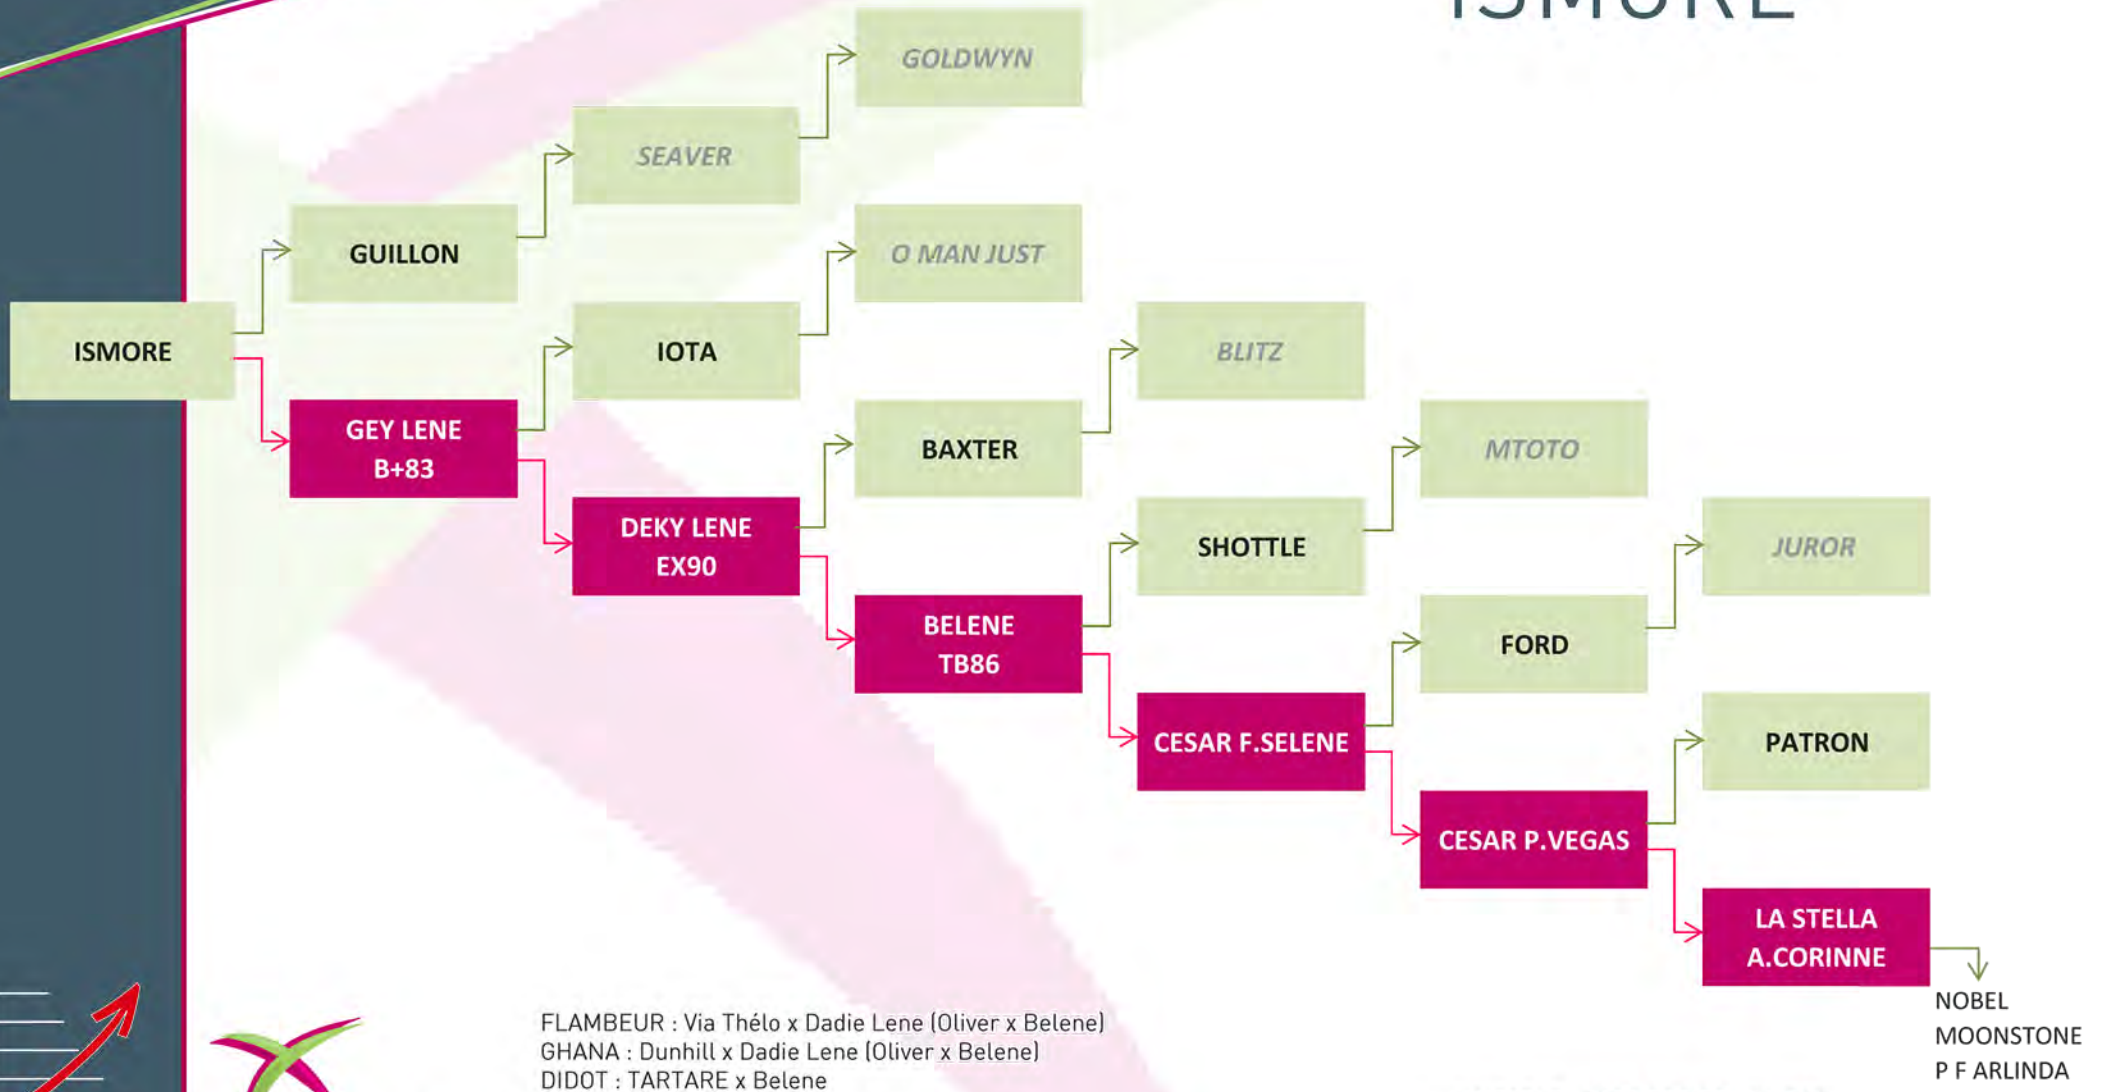 ISMORE
GOLDWYN
SEAVER
GUILLON
O MAN JUST
ISMORE
IOTA
BLITZ
GEY LENE
B+83
BAXTER
MTOTO
DEKY LENE
EX90
SHOTTLE
JUROR
BELENE
TB86
FORD
CESAR F.SELENE
PATRON
CESAR P.VEGAS
LA STELLA
A.CORINNE
NOBEL
MOONSTONE
P F ARLINDA
FLAMBEUR : Via Thélo x Dadie Lene (Oliver x Belene)
GHANA : Dunhill x Dadie Lene (Oliver x Belene)
DIDOT : TARTARE x Belene